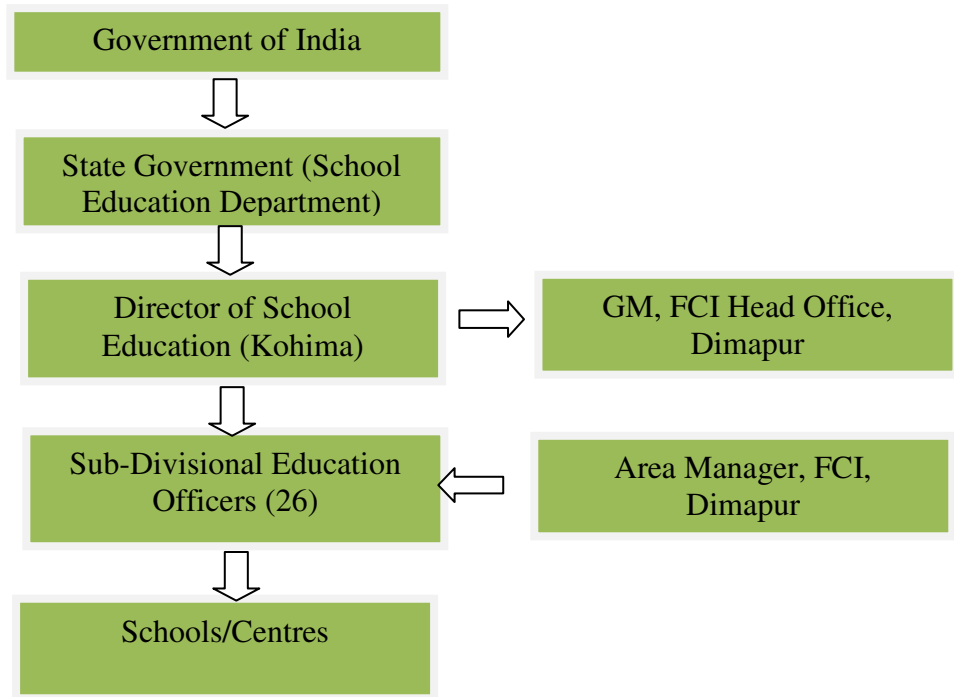 Government of India
State Government (School
Education Department)
Director of School
Education (Kohima)
GM, FCI Head Office,
Dimapur
Sub-Divisional Education
Officers (26)
Area Manager, FCI,
Dimapur
Schools/Centres